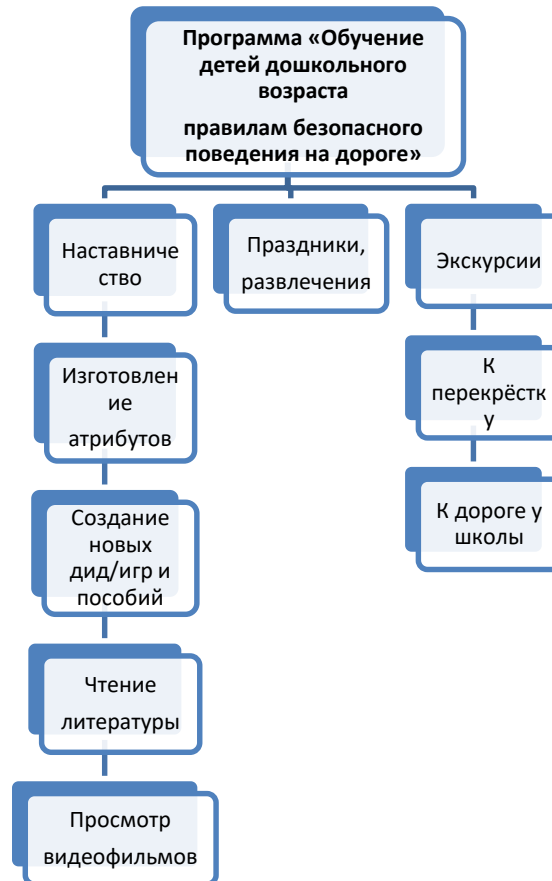 Программа «Обучение
детей дошкольного
возраста
правилам безопасного
поведения на дороге»
Наставниче
ство
Праздники,
развлечения
Экскурсии
Изготовлен
ие
атрибутов
К
перекрёстк
у
Создание
новых
дид/игр и
пособий
К дороге у
школы
Чтение
литературы
Просмотр
видеофильмов